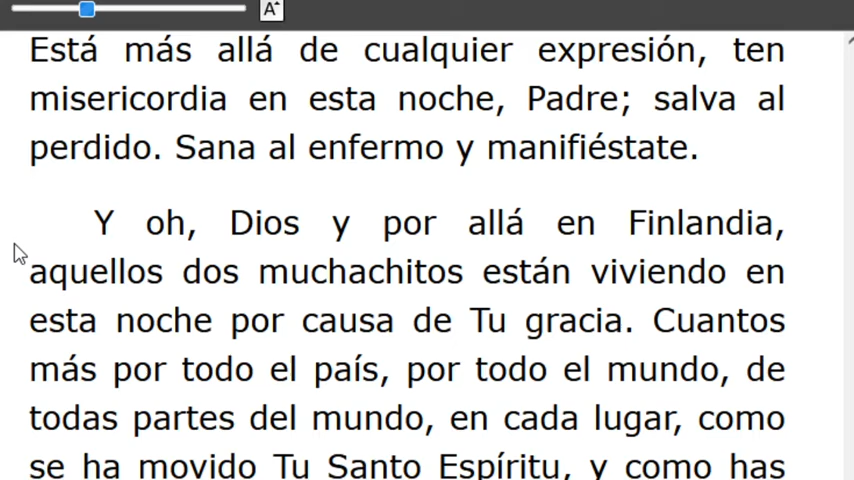 A
Está más allá de cualquier expresión, ten
misericordia en esta noche, Padre; salva al
perdido. Sana al enfermo y manifiéstate.
Y oh, Dios y por allá en Finlandia,
aquellos dos muchachitos están viviendo en
esta noche por causa de Tu gracia. Cuantos
más por todo el país, por todo el mundo, de
todas partes del mundo, en cada lugar, como
se ha movido Tu Santo Espíritu, y como has